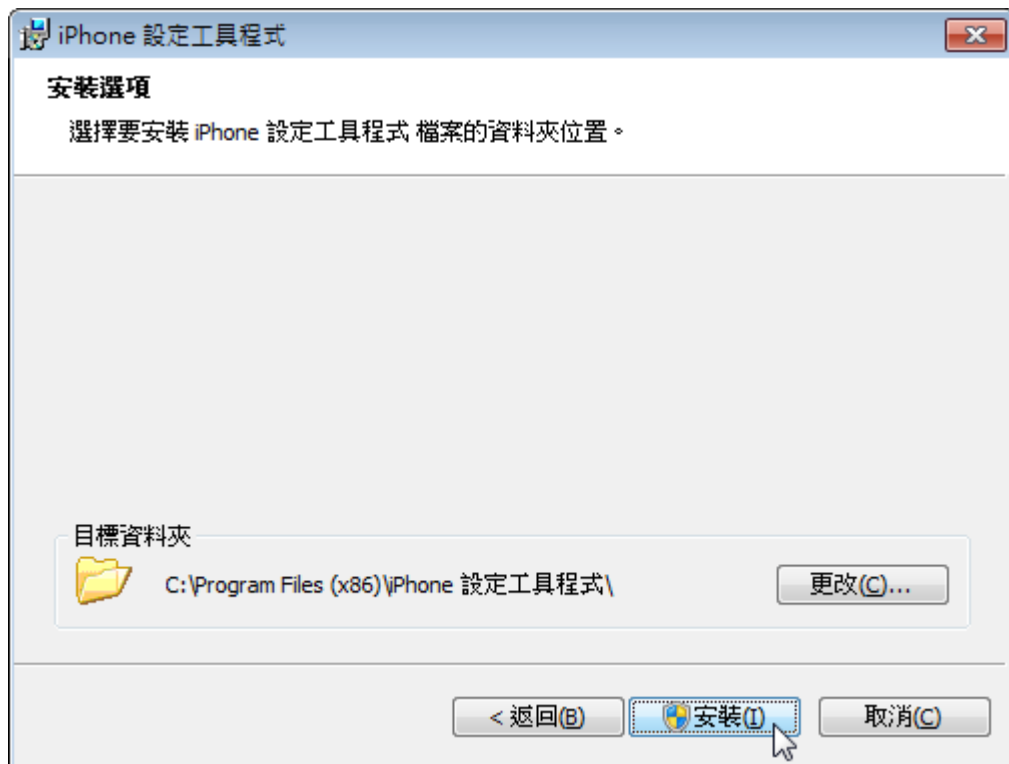 iPhone 設定工具程式
安裝選項
選擇要安裝 iPhone 設定工具程式 檔案的資料夾位置。
目標資料夾
C:\Program Files (x86)\iPhone 設定工具程式\
更改(C)...
< 返回(B)
安裝(I)
取消(C)